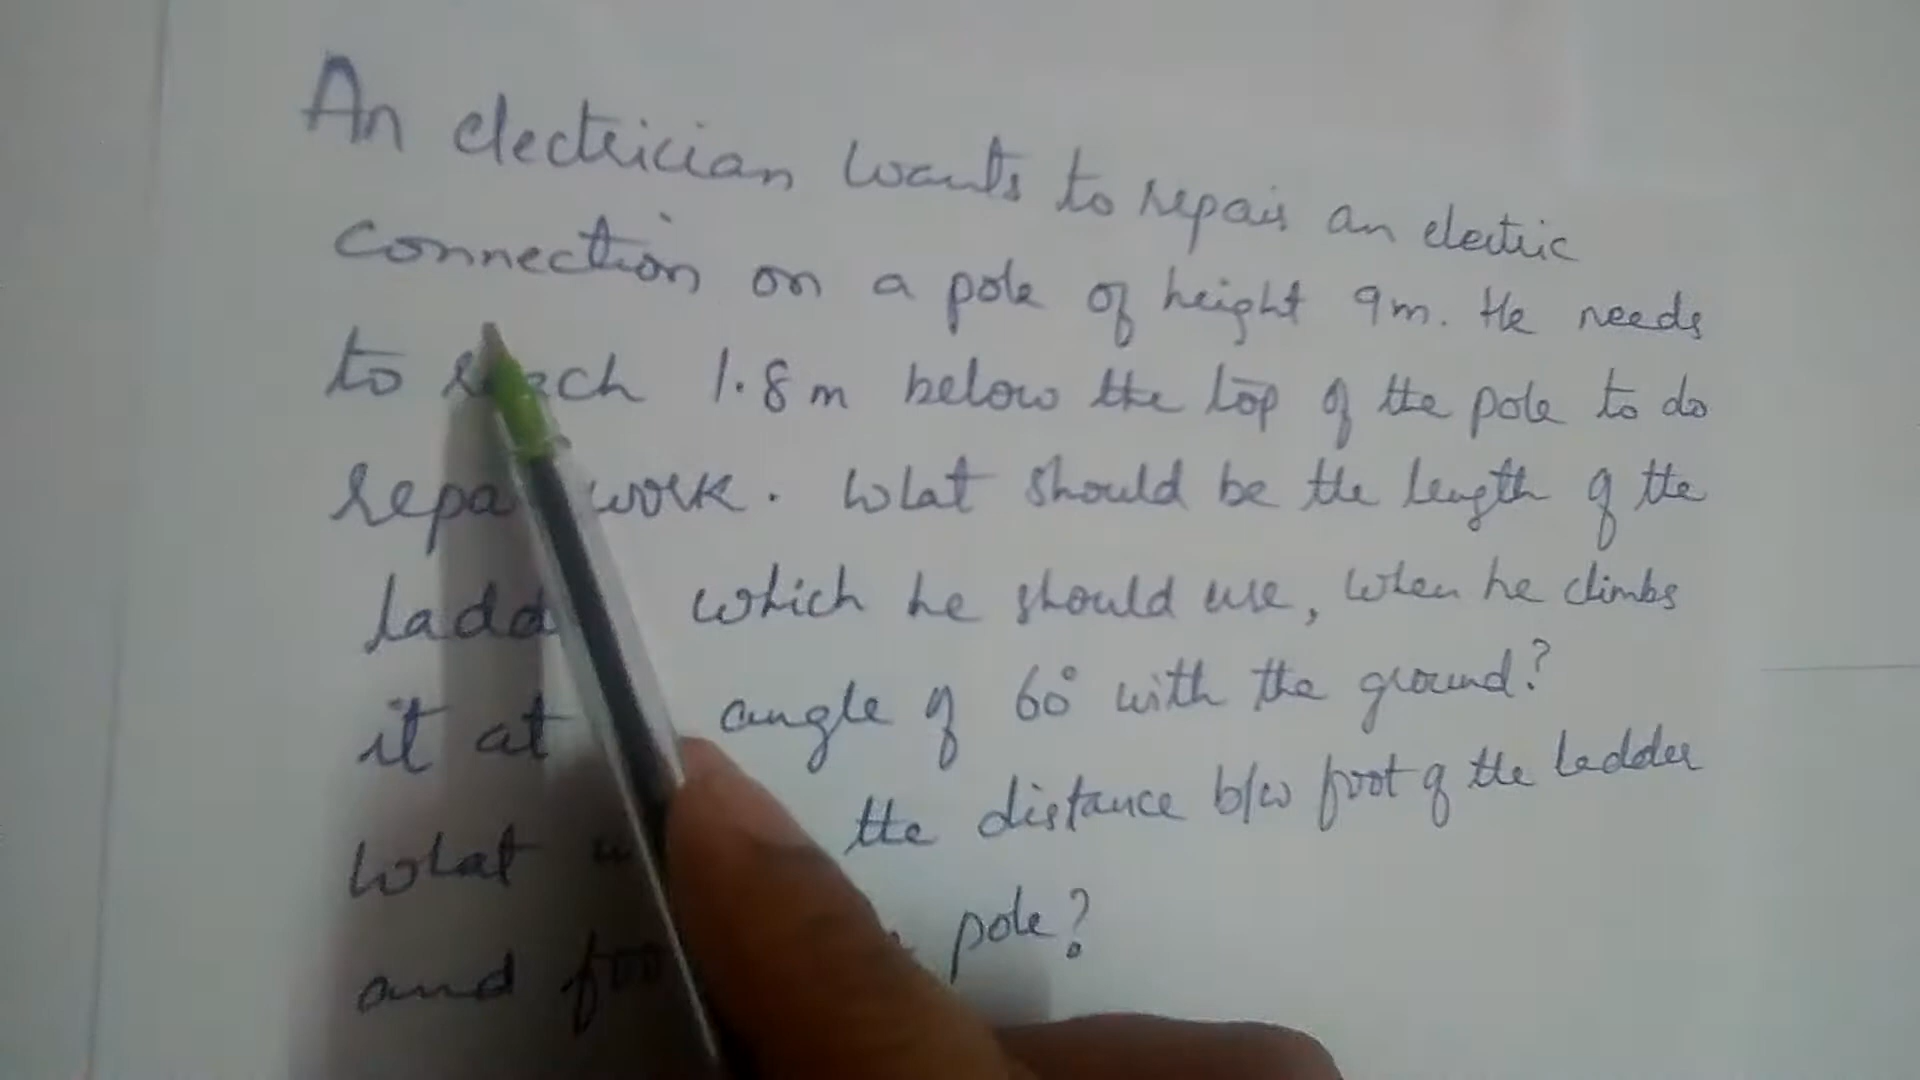 An electrician wants to repair an electric
connection on a pole of height 9m. He needs
to reach 1.8m below the top of the pole to do
repa work. What should be the length of the
ladd which he should use, when he climbs
it at angle of 60° with the ground?
What the distance b/w foot of the ladder
and foo pole?